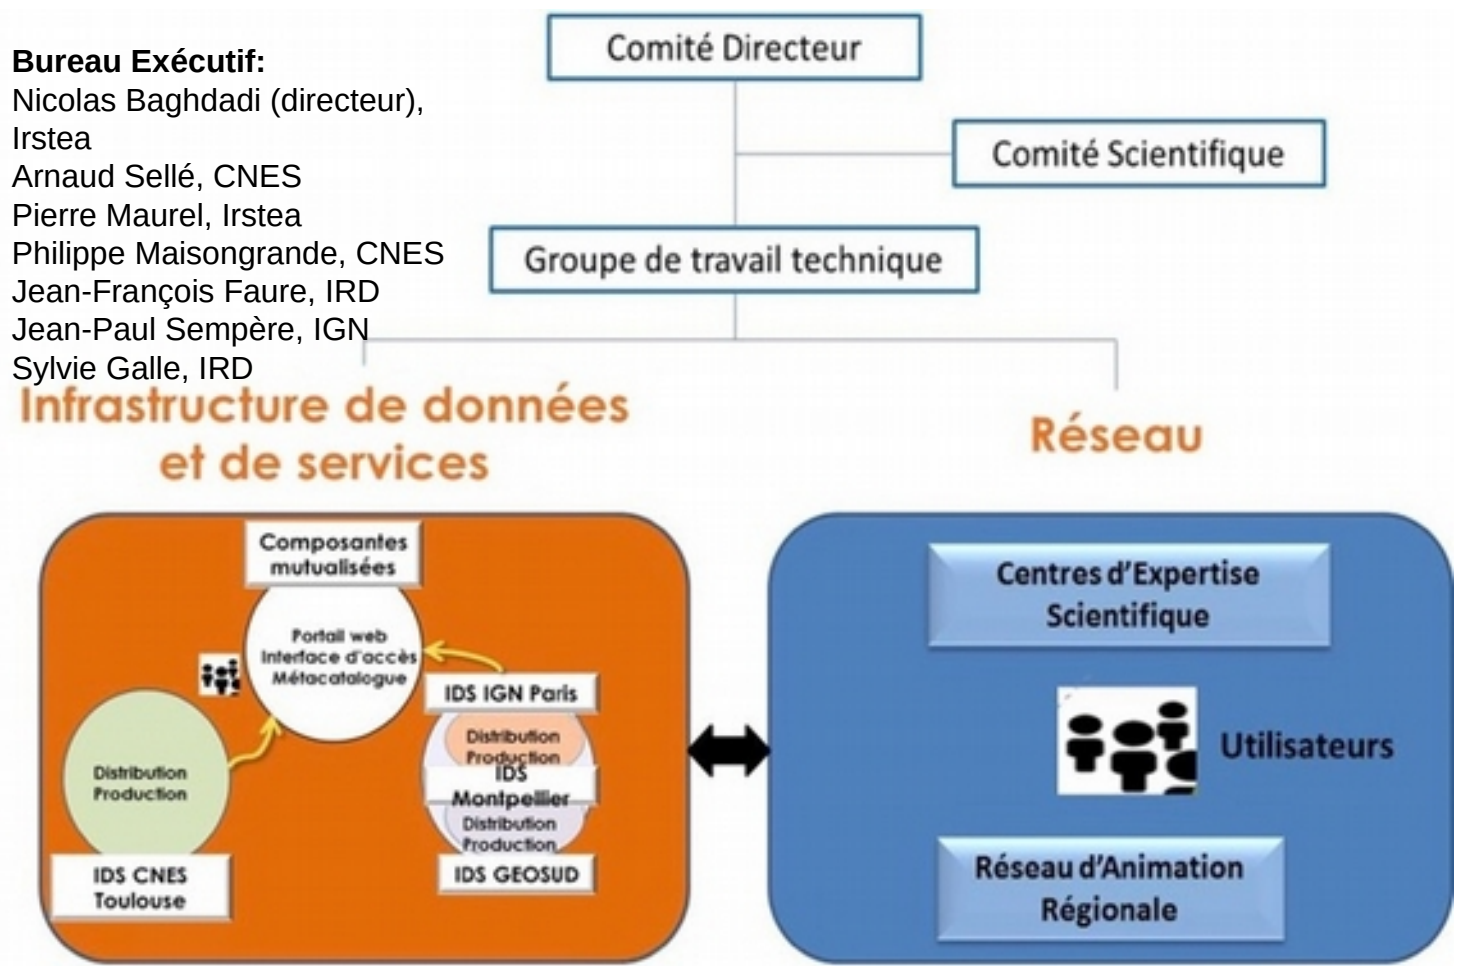 Comité Directeur
Bureau Exécutif:
Nicolas Baghdadi (directeur),
Irstea
Arnaud Sellé, CNES
Pierre Maurel, Irstea
Philippe Maisongrande, CNES
Jean-François Faure, IRD
Jean-Paul Sempère, IGN
Sylvie Galle, IRD
Comité Scientifique
Groupe de travail technique
Infrastructure de données
et de services
Réseau
Composantes
mutualisées
Portail web
Interface d'accès
Métacatalogue
IDS IGN Paris
Distribution
Production
IDS
Montpellier
Distribution
Production
IDS GEOSUD
Distribution
Production
IDS CNES
Toulouse
Centres d'Expertise
Scientifique
Utilisateurs
Réseau d'Animation
Régionale